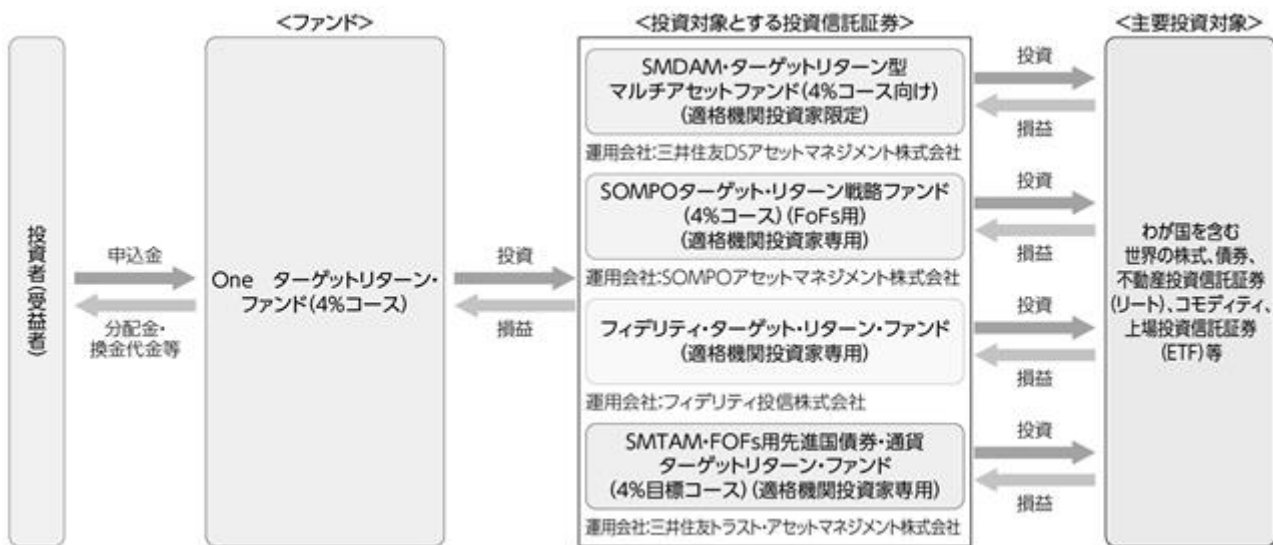 <ファンド>
<投資対象とする投資信託証券>
<主要投資対象>
投資者(受益者)
申込金
分配金・
換金代金等
One ターゲットリターン・
ファンド(4%コース)
投資
損益
SMDAM・ターゲットリターン型
マルチアセットファンド(4%コース向け)
(適格機関投資家限定)
運用会社:三井住友DSアセットマネジメント株式会社
投資
損益
SOMPOターゲット・リターン戦略ファンド
(4%コース)(FoFs用)
(適格機関投資家専用)
運用会社:SOMPOアセットマネジメント株式会社
投資
損益
フィデリティ・ターゲット・リターン・ファンド
(適格機関投資家専用)
運用会社:フィデリティ投信株式会社
投資
損益
SMTAM・FOFs用先進国債券・通貨
ターゲットリターン・ファンド
(4%目標コース)(適格機関投資家専用)
運用会社:三井住友トラスト・アセットマネジメント株式会社
投資
損益
わが国を含む
世界の株式、債券、
不動産投資信託証券
(リート)、コモディティ、
上場投資信託証券
(ETF)等